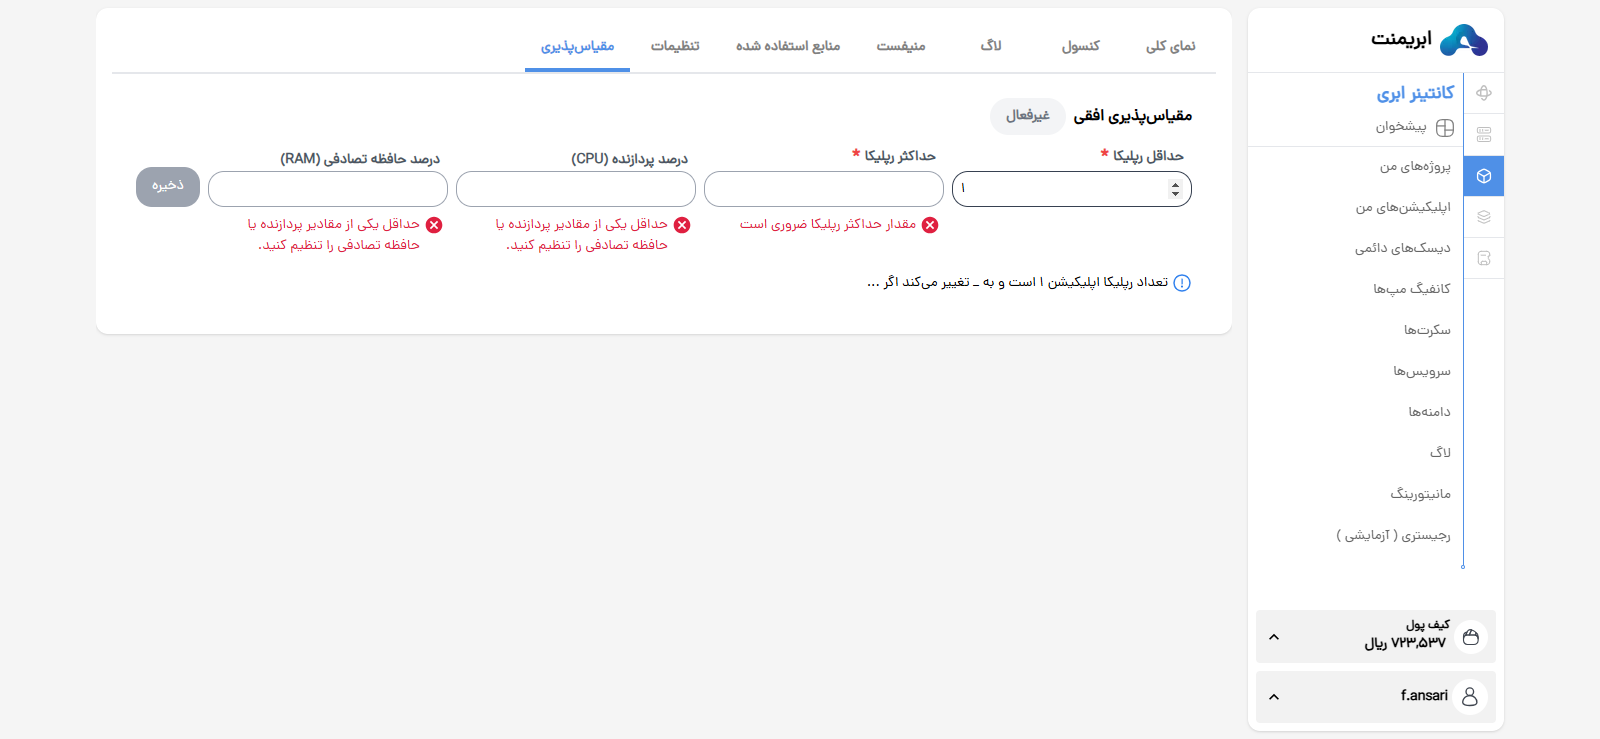 ابریمنت
کانتینر ابری
پیشخوان
پروژه‌های من
اپلیکیشن‌های من
دیسک‌های دائمی
کانفیگ مپ‌ها
سکرت‌ها
سرویس‌ها
دامنه‌ها
لاگ
مانیتورینگ
رجیستری ( آزمایشی )
کیف پول
۷۲۳,۵۳۷ ریال
f.ansari
نمای کلی
کنسول
لاگ
منیفست
منابع استفاده شده
تنظیمات
مقیاس‌پذیری
مقیاس‌پذیری افقی
غیرفعال
حداقل رپلیکا *
۱
حداکثر رپلیکا *
مقدار حداکثر رپلیکا ضروری است
درصد پردازنده (CPU)
حداقل یکی از مقادیر پردازنده یا
حافظه تصادفی را تنظیم کنید.
درصد حافظه تصادفی (RAM)
حداقل یکی از مقادیر پردازنده یا
حافظه تصادفی را تنظیم کنید.
ذخیره
تعداد رپلیکا اپلیکیشن ۱ است و به _ تغییر می‌کند اگر ...